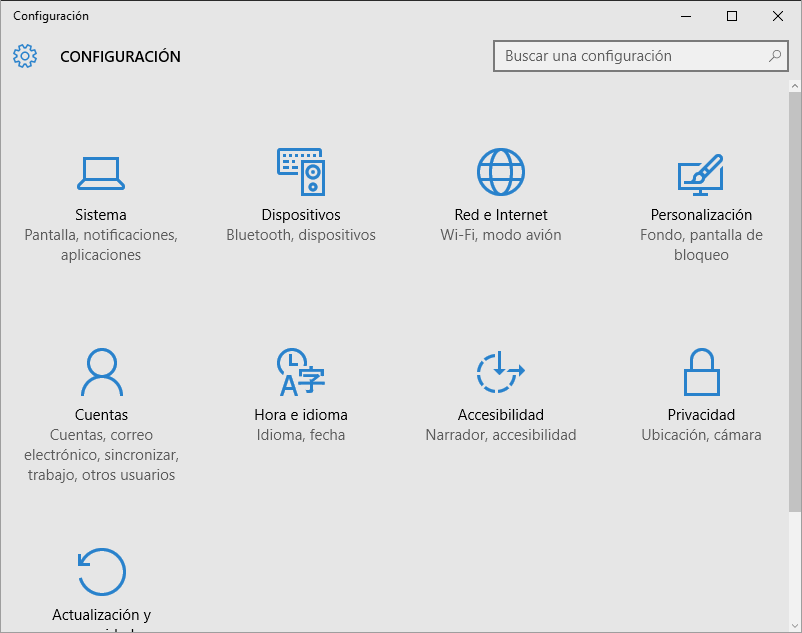 Configuración
CONFIGURACIÓN
Buscar una configuración
Sistema
Pantalla, notificaciones,
aplicaciones
Dispositivos
Bluetooth, dispositivos
Red e Internet
Wi-Fi, modo avión
Personalización
Fondo, pantalla de
bloqueo
Cuentas
Cuentas, correo
electrónico, sincronizar,
trabajo, otros usuarios
Hora e idioma
Idioma, fecha
Accesibilidad
Narrador, accesibilidad
Privacidad
Ubicación, cámara
Actualización y